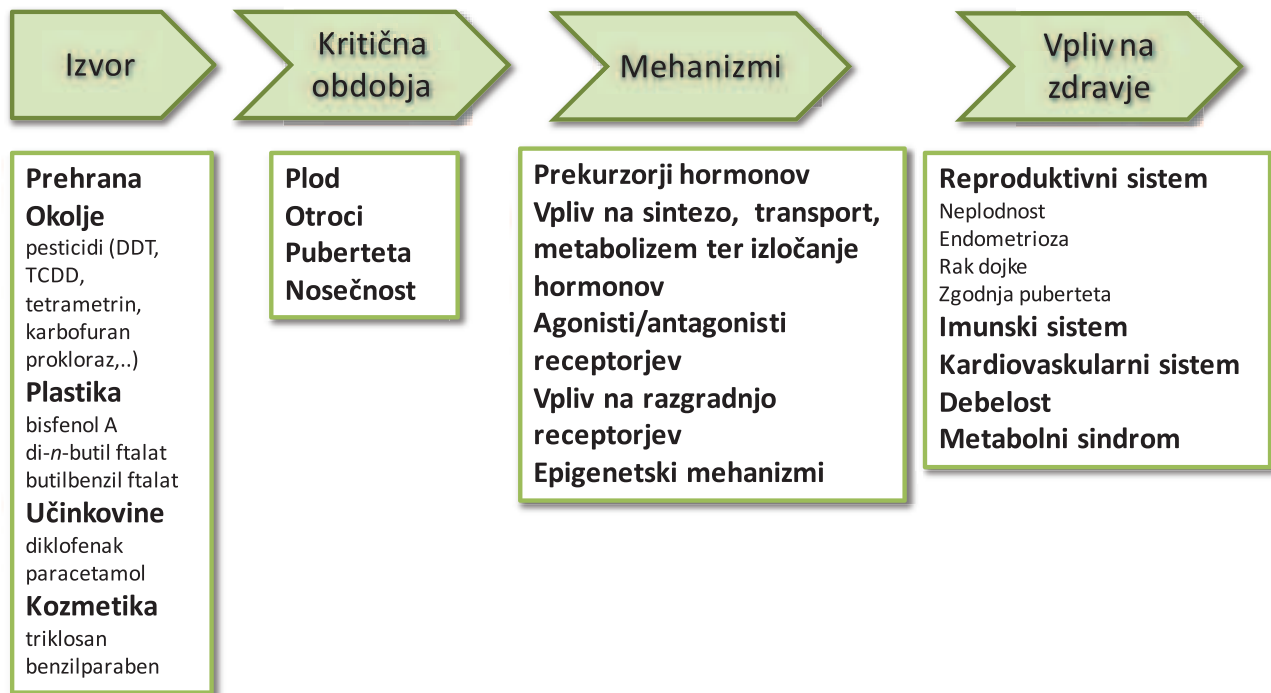 Izvor
Prehrana
Okolje
pesticidi (DDT,
TCDD,
tetrametrin,
karbofuran
prokloraz,..)
Plastika
bisfenol A
di-n-butil ftalat
butilbenzil ftalat
Učinkovine
diklofenak
paracetamol
Kozmetika
triklosan
benzilparaben
Kritična
obdobja
Plod
Otroci
Puberteta
Nosečnost
Mehanizmi
Prekurzorji hormonov
Vpliv na sintezo, transport,
metabolizem ter izločanje
hormonov
Agonisti/antagonisti
receptorjev
Vpliv na razgradnjo
receptorjev
Epigenetski mehanizmi
Vpliv na
zdravje
Reproduktivni sistem
Neplodnost
Endometrioza
Rak dojke
Zgodnja puberteta
Imunski sistem
Kardiovaskularni sistem
Debelost
Metabolni sindrom